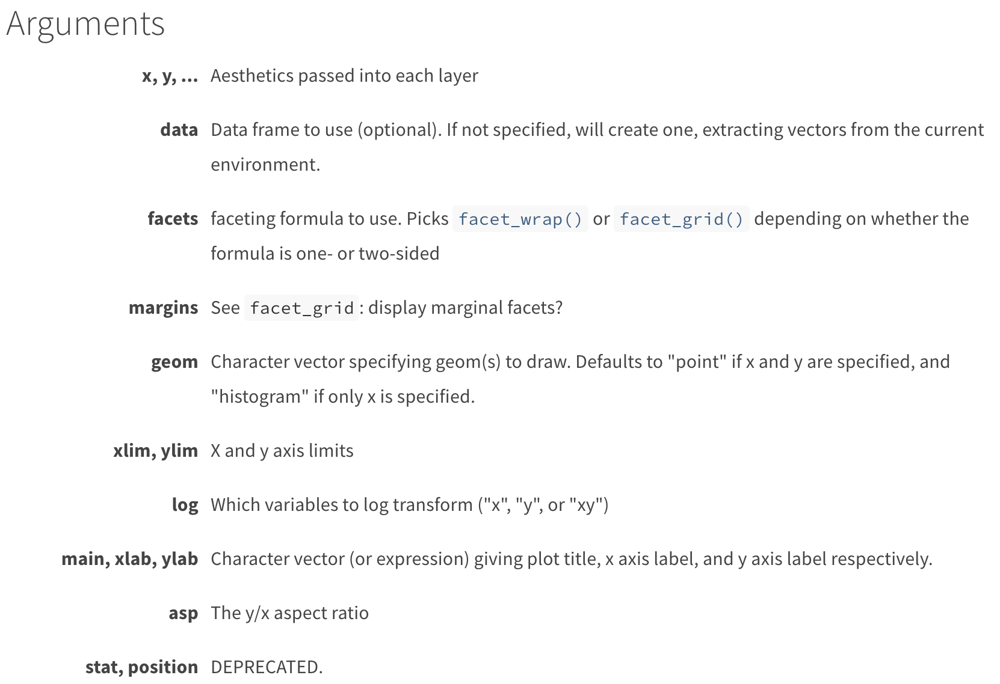 Arguments
x, y, ... Aesthetics passed into each layer
data Data frame to use (optional). If not specified, will create one, extracting vectors from the current
environment.
facets faceting formula to use. Picks facet_wrap() or facet_grid() depending on whether the
formula is one- or two-sided
margins See facet_grid: display marginal facets?
geom Character vector specifying geom(s) to draw. Defaults to "point" if x and y are specified, and
"histogram" if only x is specified.
xlim, ylim X and y axis limits
log Which variables to log transform ("x", "y", or "xy")
main, xlab, ylab Character vector (or expression) giving plot title, x axis label, and y axis label respectively.
asp The y/x aspect ratio
stat, position DEPRECATED.